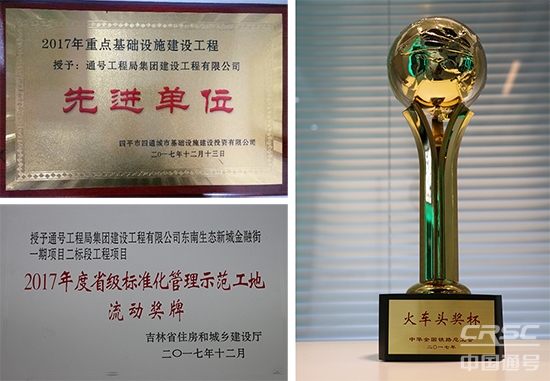 2017年重点基础设施建设工程
授予：通号工程局集团建设工程有限公司
先进单位
四平市四通城市基础设施建设投资有限公司
二〇一七年十二月十三日
授予通号工程局集团建设工程有限公司东南生态新城金融街
一期项目二标段工程项目
2017年度省级标准化管理示范工地
流动奖牌
吉林省住房和城乡建设厅
二〇一七年十二月
火车头奖杯
中华全国铁路总工会
二〇一七年
CRSC
中国通号